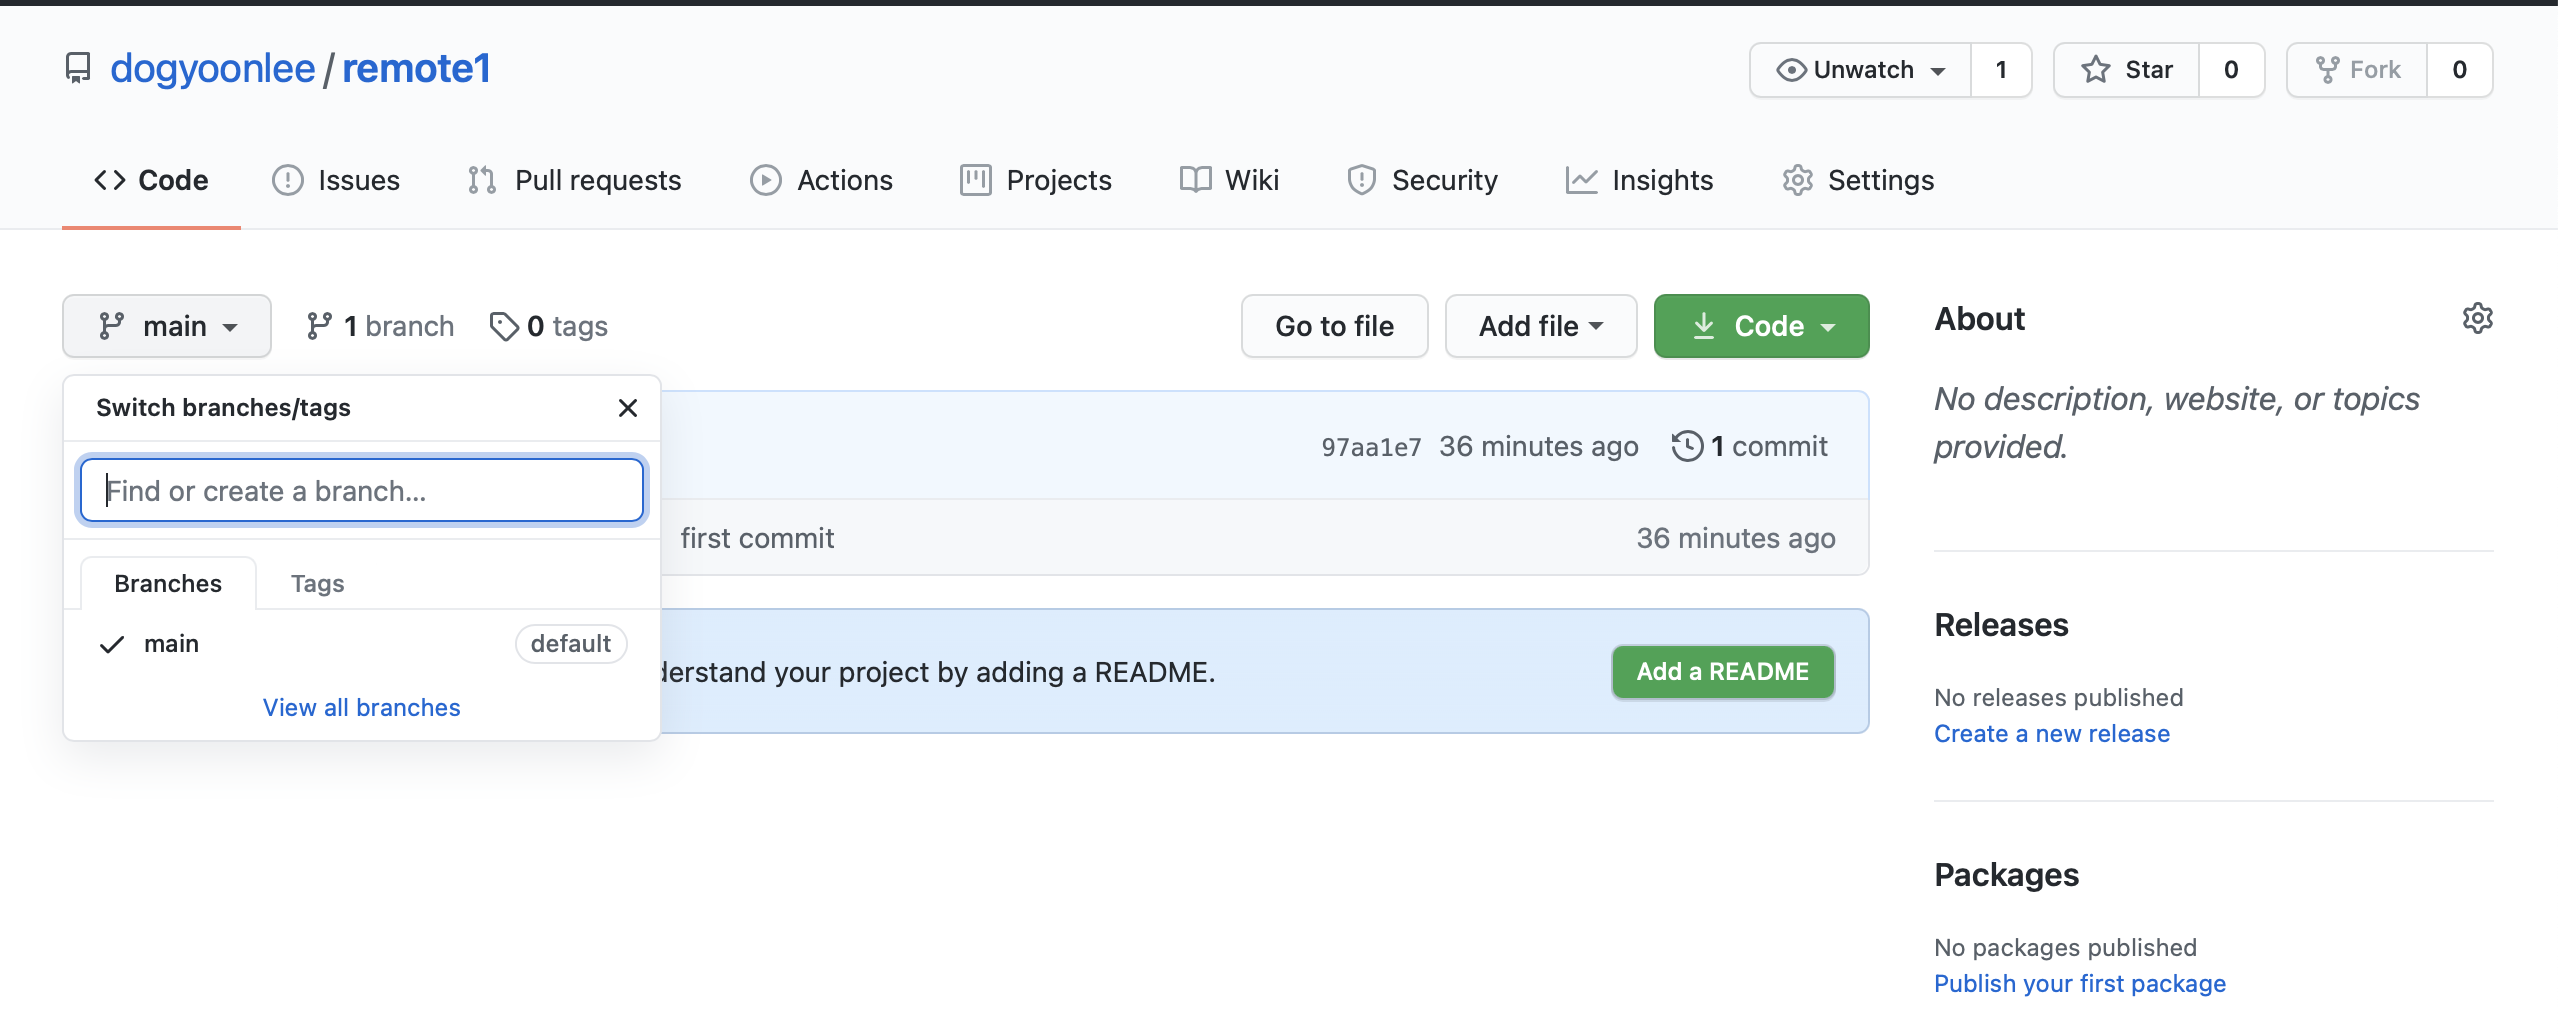 dogyoonlee / remote1
Unwatch 1
Star 0
Fork 0
Code
Issues
Pull requests
Actions
Projects
Wiki
Security
Insights
Settings
main
1 branch
0 tags
Go to file
Add file
Code
Switch branches/tags
Find or create a branch...
Branches
Tags
main
default
View all branches
97aa1e7 36 minutes ago 1 commit
first commit 36 minutes ago
derstand your project by adding a README.
Add a README
About
No description, website, or topics
provided.
Releases
No releases published
Create a new release
Packages
No packages published
Publish your first package